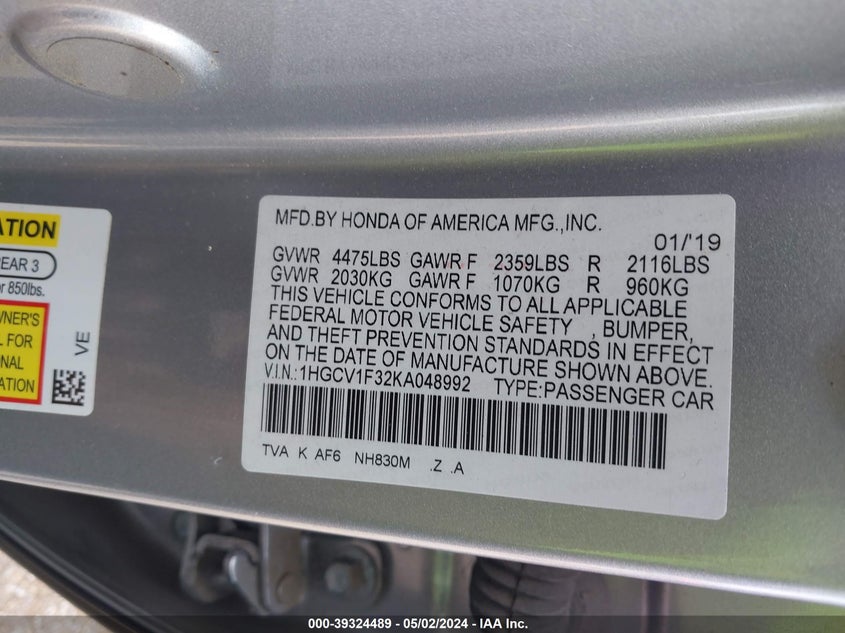 ATION
EAR 3
r 850lbs.
WNER'S
L FOR
ONAL
ATION
VE
MFD.BY HONDA OF AMERICA MFG.,INC.
01/'19
GVWR 4475LBS GAWR F 2359LBS R 2116LBS
GVWR 2030KG GAWR F 1070KG R 960KG
THIS VEHICLE CONFORMS TO ALL APPLICABLE
FEDERAL MOTOR VEHICLE SAFETY , BUMPER,
AND THEFT PREVENTION STANDARDS IN EFFECT
ON THE DATE OF MANUFACTURE SHOWN ABOVE.
V.I.N.:1HGCV1F32KA048992 TYPE:PASSENGER CAR
TVA K AF6 NH830M .Z .A
000-39324489 - 05/02/2024 - IAA Inc.